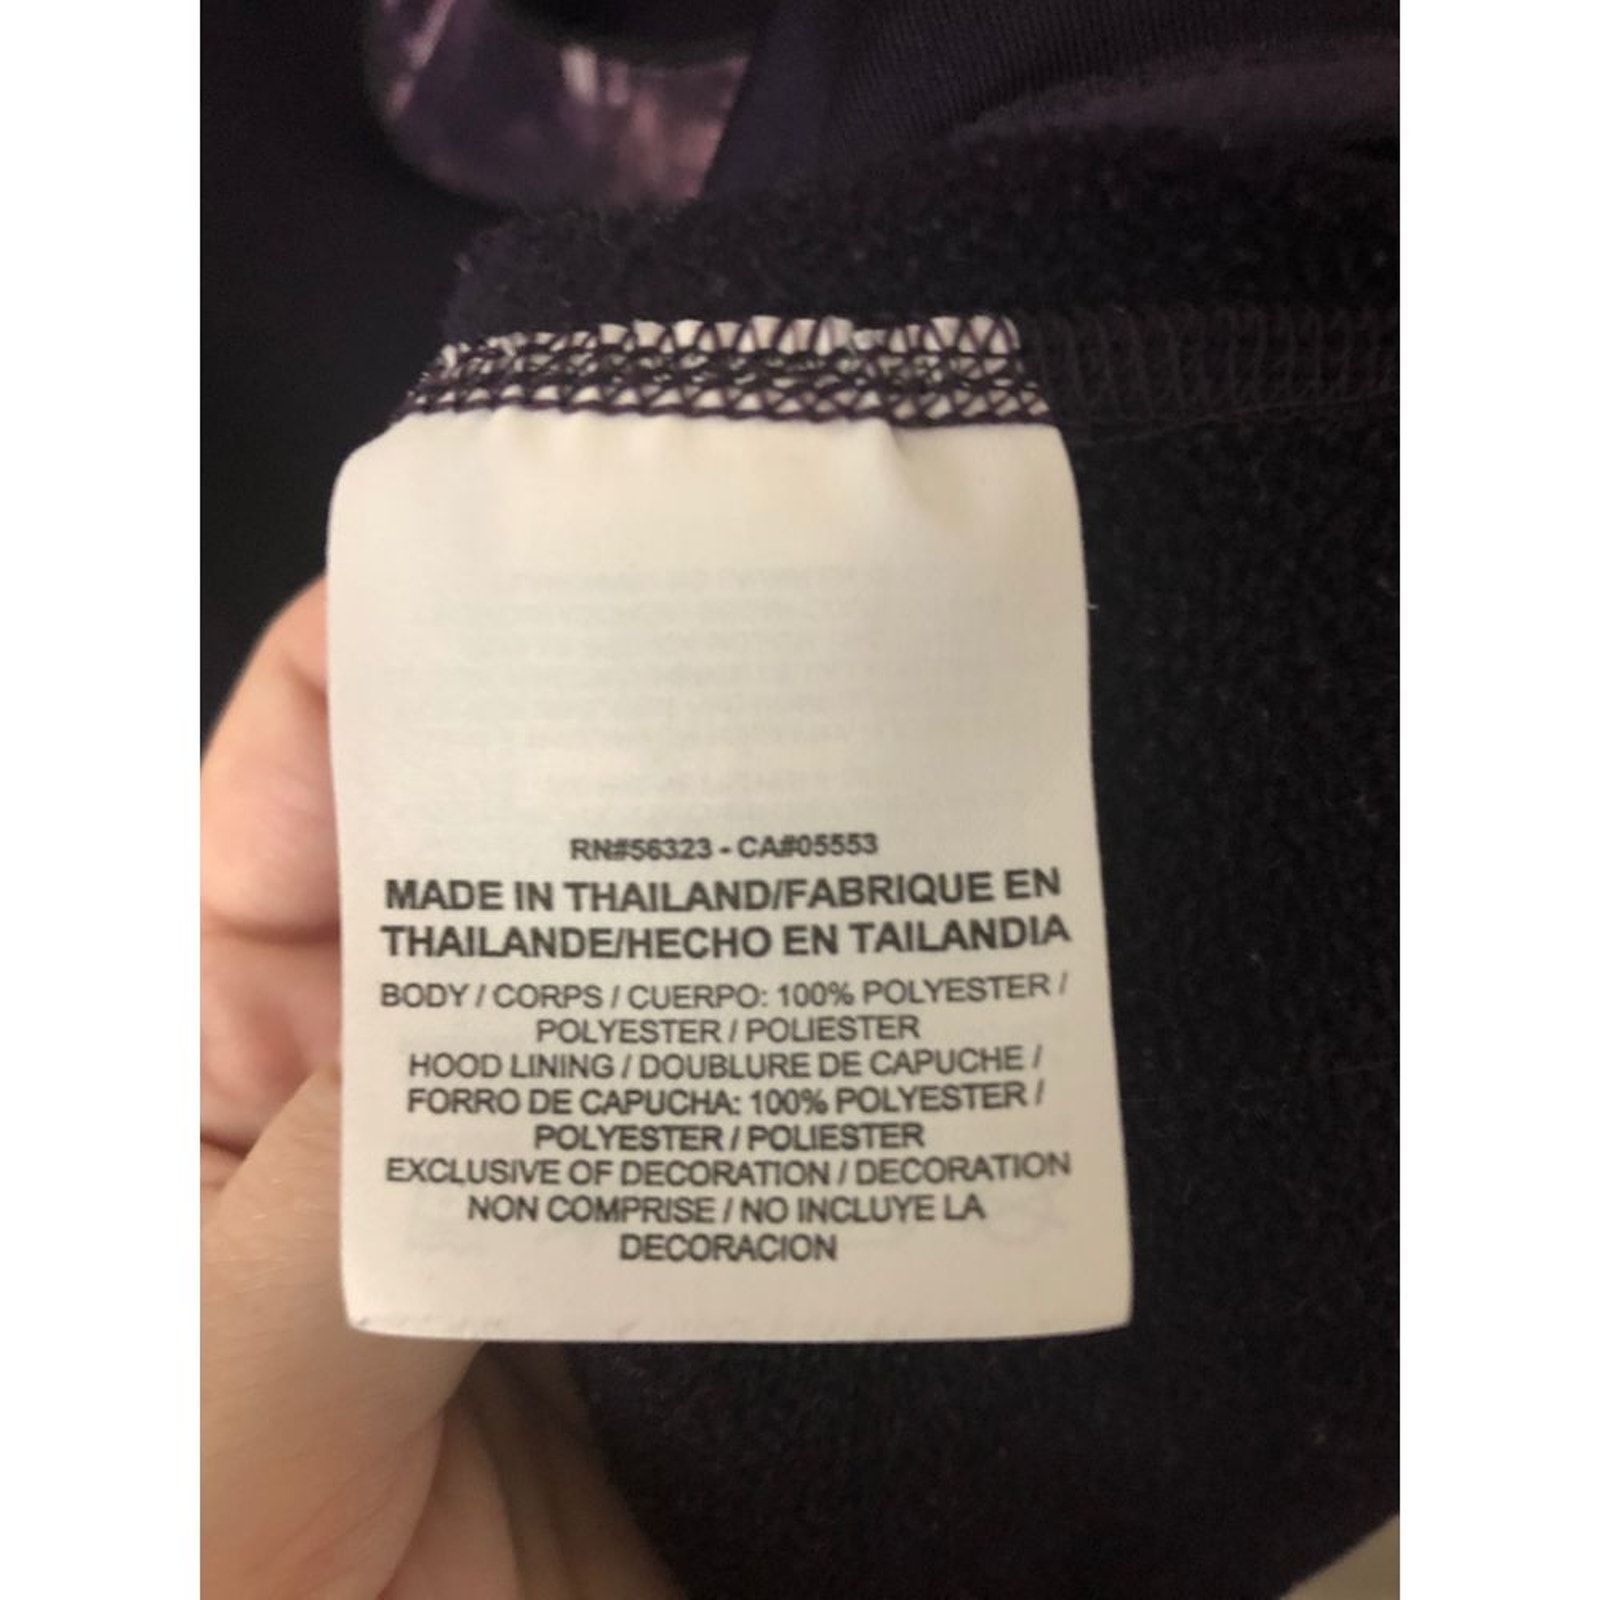 RN#56323 - CA#05553
MADE IN THAILAND/FABRIQUE EN
THAILANDE/HECHO EN TAILANDIA
BODY / CORPS / CUERPO: 100% POLYESTER /
POLYESTER / POLIESTER
HOOD LINING / DOUBLURE DE CAPUCHE /
FORRO DE CAPUCHA: 100% POLYESTER /
POLYESTER / POLIESTER
EXCLUSIVE OF DECORATION / DECORATION
NON COMPRISE / NO INCLUYE LA
DECORACION